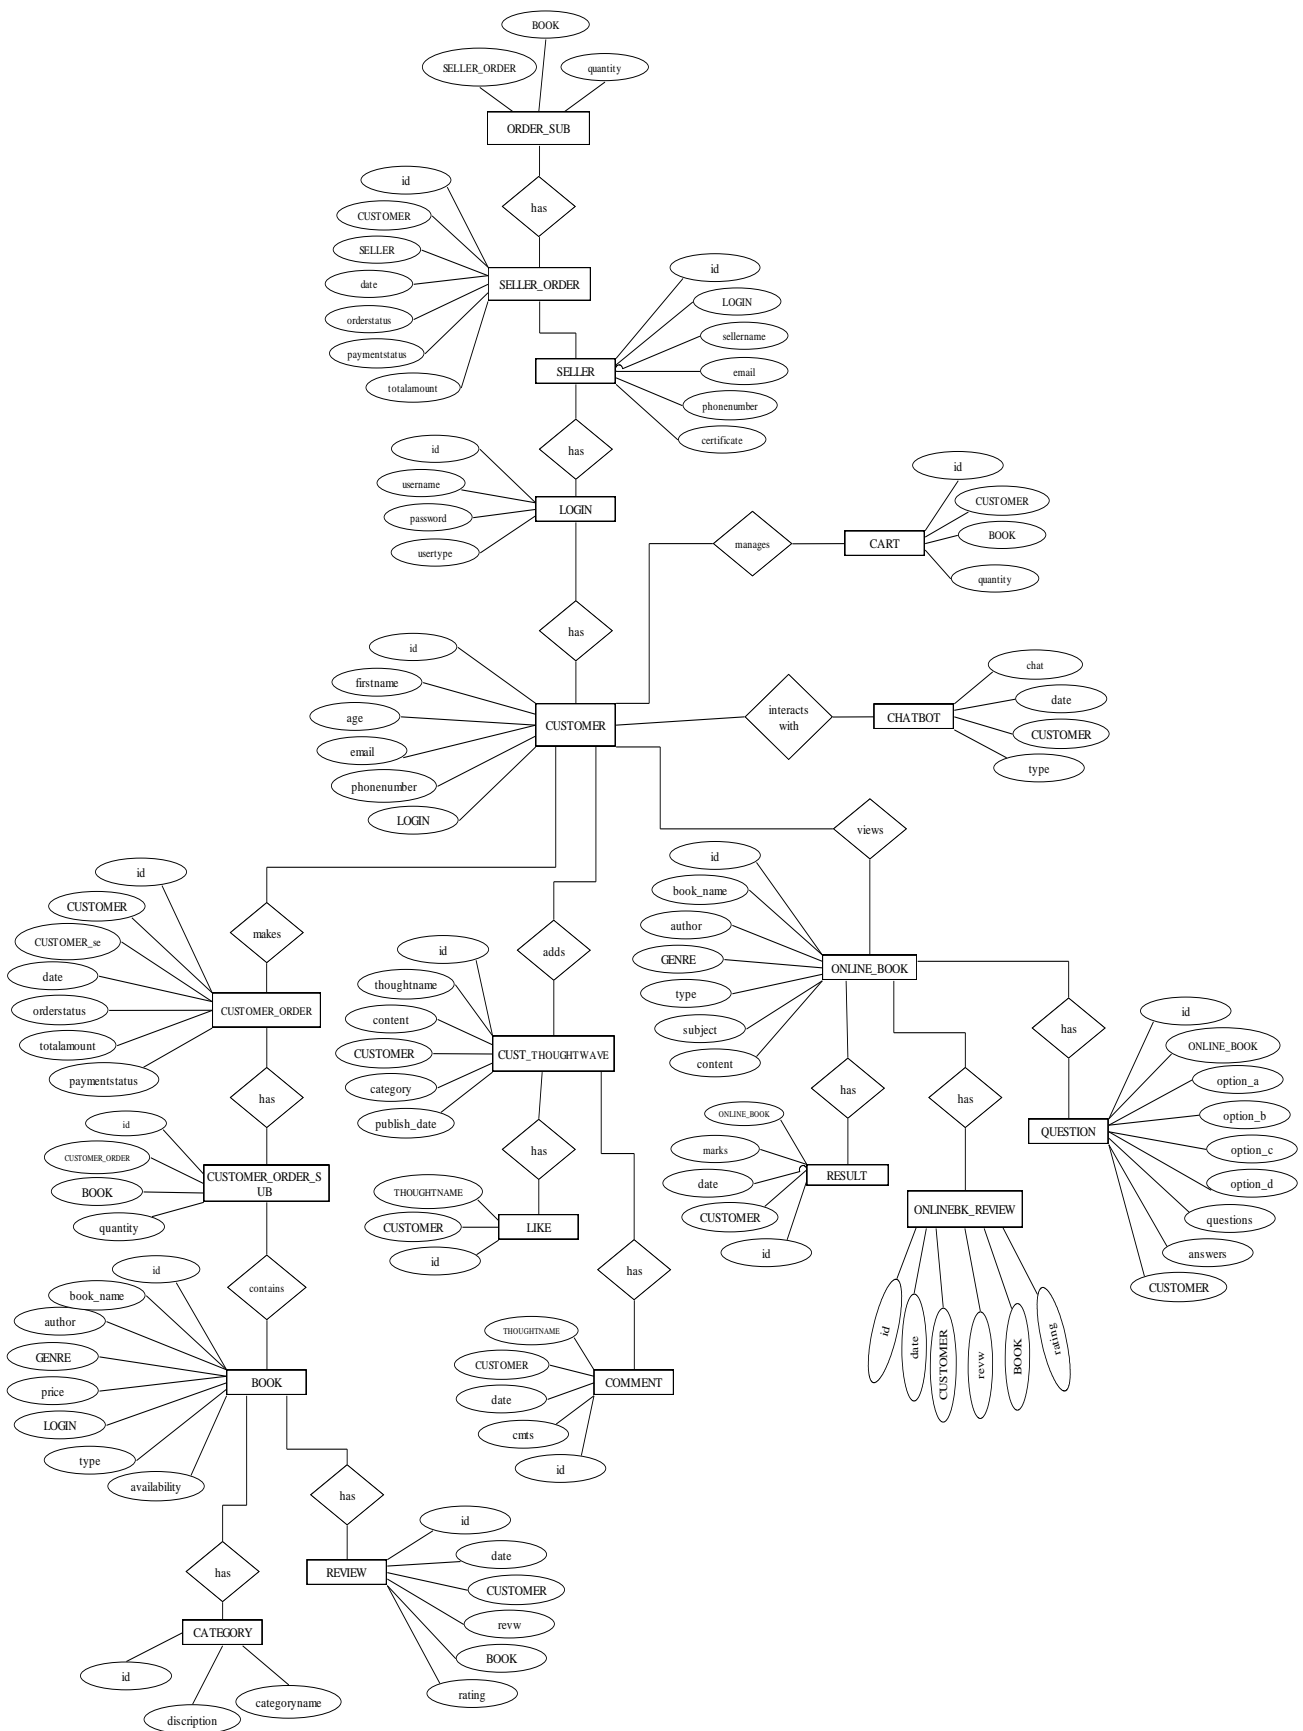 BOOK
SELLER_ORDER
quantity
ORDER_SUB
has
id
CUSTOMER
SELLER
date
orderstatus
paymentstatus
totalamount
SELLER_ORDER
id
LOGIN
sellername
email
phonenumber
certificate
SELLER
has
id
username
password
usertype
LOGIN
has
manages
CART
id
CUSTOMER
BOOK
quantity
id
firstname
age
email
phonenumber
LOGIN
CUSTOMER
interacts
with
CHATBOT
chat
date
CUSTOMER
type
views
makes
adds
id
CUSTOMER
CUSTOMER_se
date
orderstatus
totalamount
paymentstatus
CUSTOMER_ORDER
has
id
thoughtname
content
CUSTOMER
category
publish_date
CUST_THOUGHTWAVE
has
id
book_name
author
GENRE
type
subject
content
ONLINE_BOOK
has
has
has
id
ONLINE_BOOK
option_a
option_b
option_c
option_d
questions
answers
CUSTOMER
QUESTION
id
CUSTOMER_ORDER
BOOK
quantity
CUSTOMER_ORDER_S
UB
THOUGHTNAME
CUSTOMER
id
LIKE
ONLINE_BOOK
marks
date
CUSTOMER
id
RESULT
ONLINEBK_REVIEW
id
date
CUSTOMER
revw
BOOK
rating
contains
has
id
book_name
author
GENRE
price
LOGIN
type
availability
BOOK
THOUGHTNAME
CUSTOMER
date
cmts
id
COMMENT
has
has
REVIEW
id
date
CUSTOMER
revw
BOOK
rating
CATEGORY
id
discription
categoryname